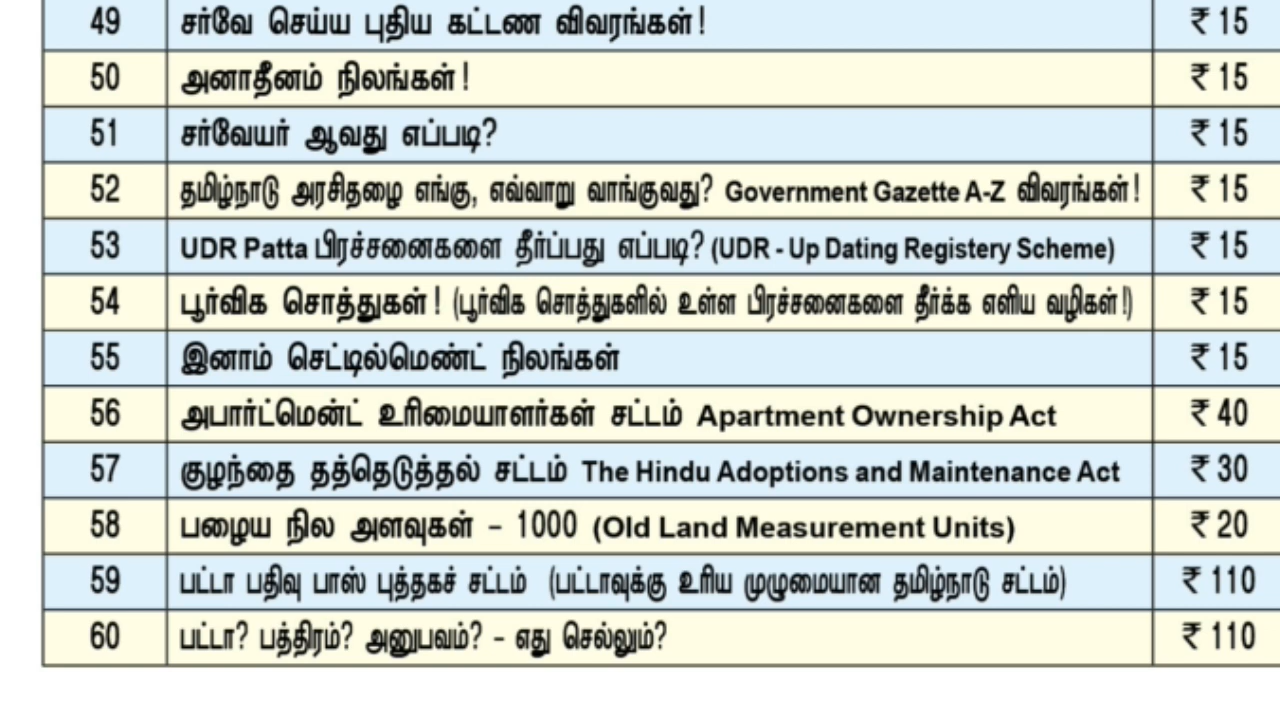 49 சர்வே செய்ய புதிய கட்டண விவரங்கள்! ₹ 15
50 அனாதீனம் நிலங்கள்! ₹ 15
51 சர்வேயர் ஆவது எப்படி? ₹ 15
52 தமிழ்நாடு அரசிதழை எங்கு, எவ்வாறு வாங்குவது? Government Gazette A-Z விவரங்கள்! ₹ 15
53 UDR Patta பிரச்சனைகளை தீர்ப்பது எப்படி? (UDR - Up Dating Registery Scheme) ₹ 15
54 பூர்விக சொத்துகள்! (பூர்விக சொத்துகளில் உள்ள பிரச்சனைகளை தீர்க்க எளிய வழிகள்!) ₹ 15
55 இனாம் செட்டில்மெண்ட் நிலங்கள் ₹ 15
56 அபார்ட்மென்ட் உரிமையாளர்கள் சட்டம் Apartment Ownership Act ₹ 40
57 குழந்தை தத்தெடுத்தல் சட்டம் The Hindu Adoptions and Maintenance Act ₹ 30
58 பழைய நில அளவுகள் - 1000 (Old Land Measurement Units) ₹ 20
59 பட்டா பதிவு பாஸ் புத்தகச் சட்டம் (பட்டாவுக்கு உரிய முழுமையான தமிழ்நாடு சட்டம்) ₹ 110
60 பட்டா? பத்திரம்? அனுபவம்? - எது செல்லும்? ₹ 110